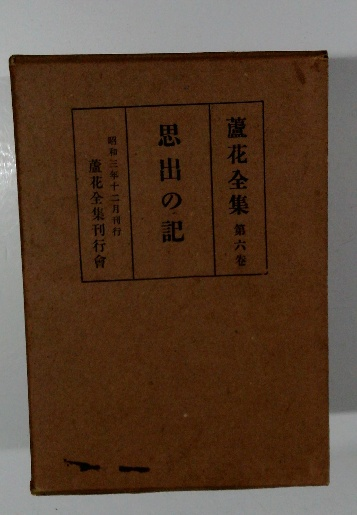 蘆花全集 第六卷
思出の記
昭和三年十二月刊行
蘆花全集刊行會